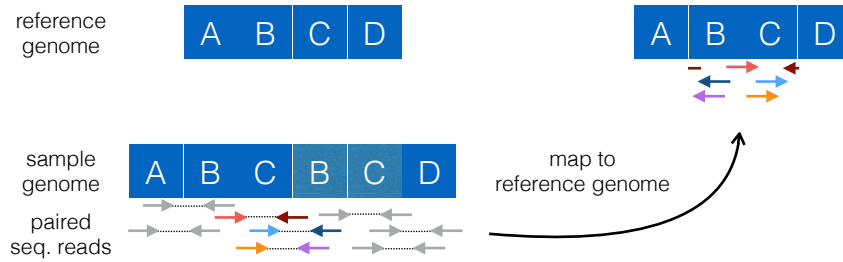 reference
genome
A B C D
A B C D
sample
genome
A B C B C D
map to
reference genome
paired
seq. reads